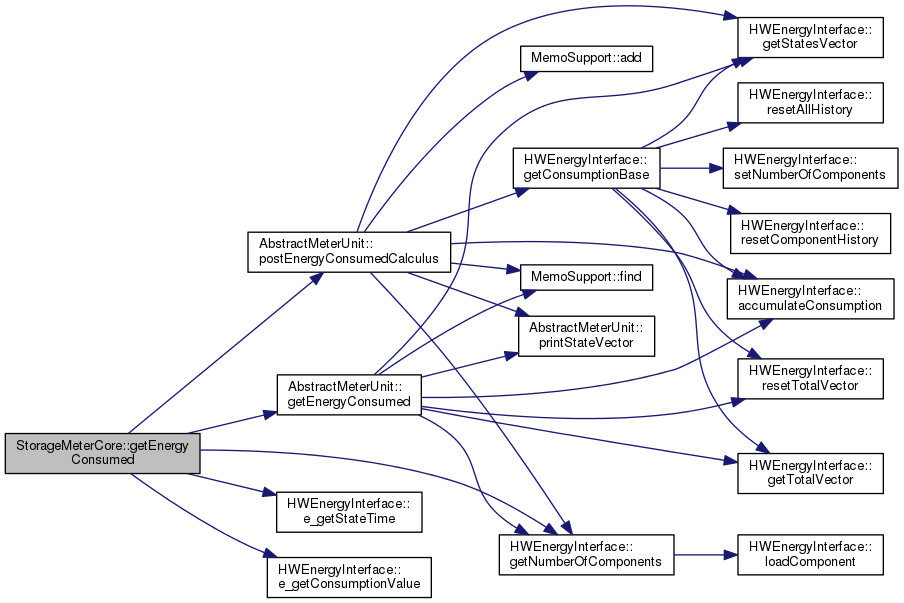 StorageMeterCore::getEnergy
Consumed
AbstractMeterUnit::
postEnergyConsumedCalculus
AbstractMeterUnit::
getEnergyConsumed
HWEnergyInterface::
e_getStateTime
HWEnergyInterface::
e_getConsumptionValue
MemoSupport::add
HWEnergyInterface::
getConsumptionBase
MemoSupport::find
AbstractMeterUnit::
printStateVector
HWEnergyInterface::
getNumberOfComponents
HWEnergyInterface::
getStatesVector
HWEnergyInterface::
resetAllHistory
HWEnergyInterface::
setNumberOfComponents
HWEnergyInterface::
resetComponentHistory
HWEnergyInterface::
accumulateConsumption
HWEnergyInterface::
resetTotalVector
HWEnergyInterface::
getTotalVector
HWEnergyInterface::
loadComponent